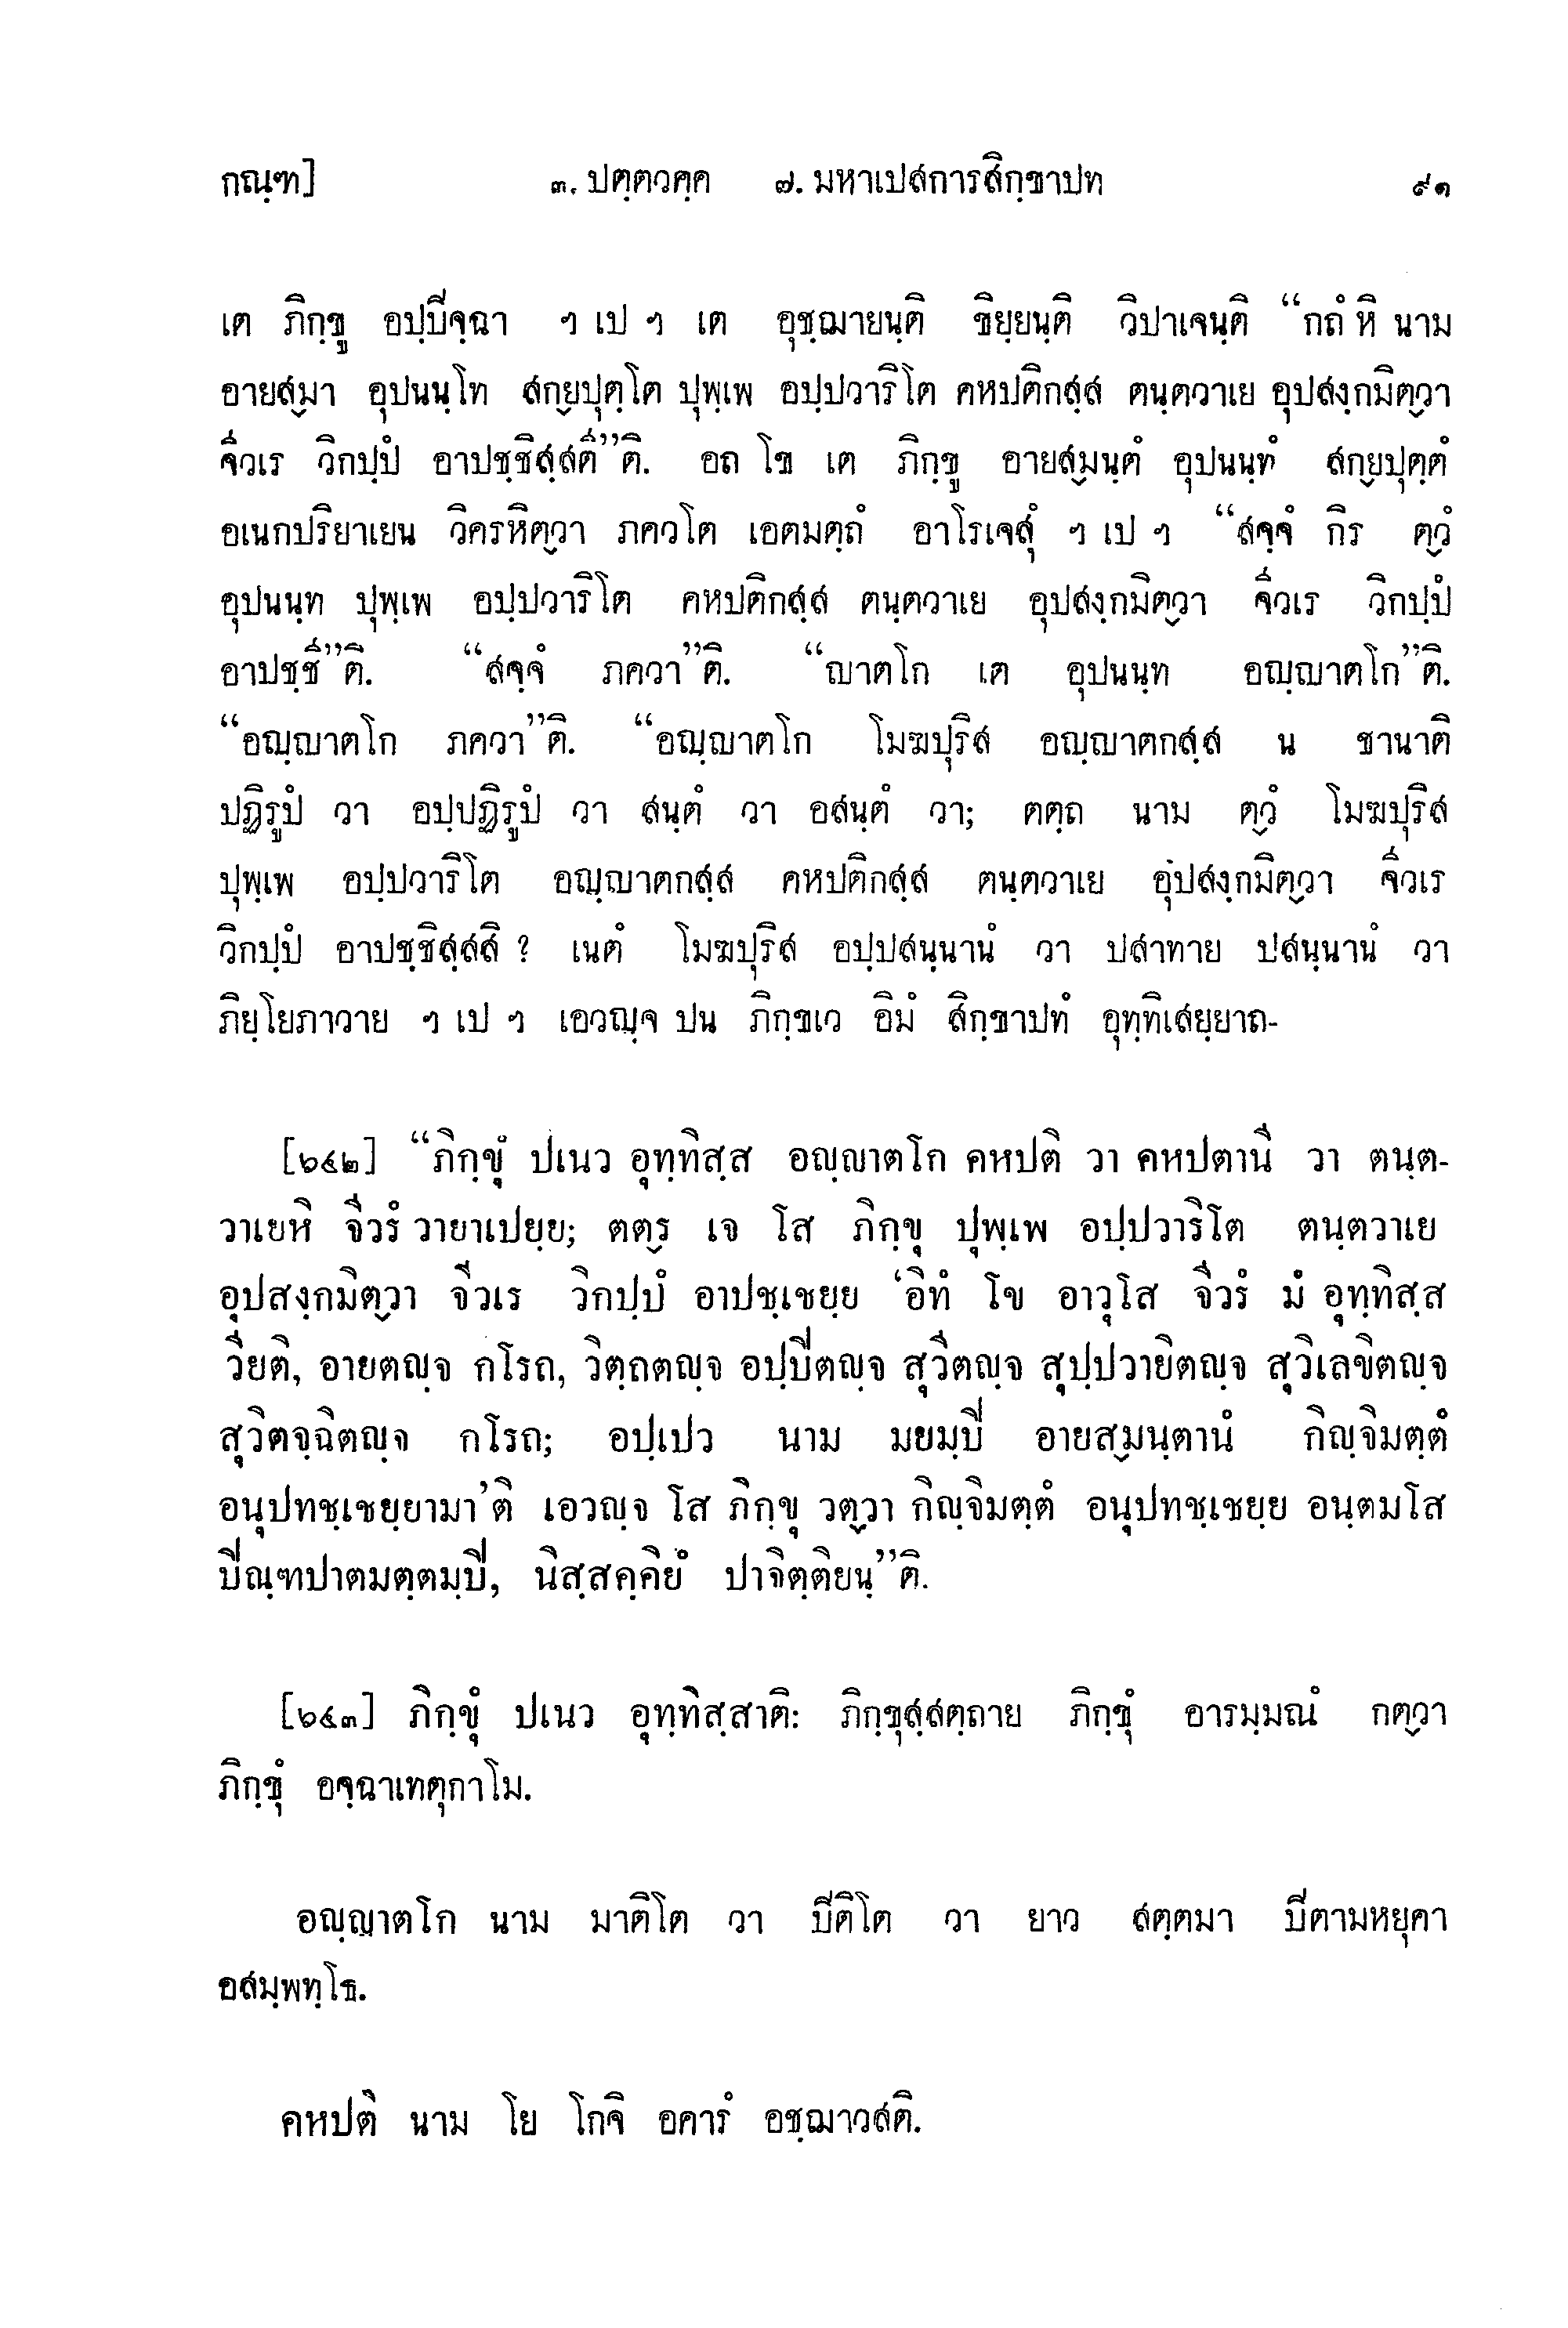 กณฺฑ] ๓. ปตฺตวคฺค ๗. มหาเปสการสิกฺขาปท ๙๑
เต ภิกฺขู อปฺปิจฺฉา ฯ เป ฯ เต อุชฺฌายนฺติ ขิยฺยนฺติ วิปาเจนฺติ “กถํ หิ นาม
อายสฺมา อุปนนฺโท สกฺยปุตฺโต ปุพฺเพ อปฺปวาริโต คหปติกสฺส ตนฺตวาเย อุปสงฺกมิตฺวา
จีวเร วิกปฺปํ อาปชฺชิสฺสตี”ติ. อถ โข เต ภิกฺขู อายสฺมนฺตํ อุปนนฺทํ สกฺยปุตฺตํ
อเนกปริยาเยน วิครหิตฺวา ภควโต เอตมตฺถํ อาโรเจสุํ ฯ เป ฯ “สจฺจํ กิร ตฺวํ
อุปนนฺท ปุพฺเพ อปฺปวาริโต คหปติกสฺส ตนฺตวาเย อุปสงฺกมิตฺวา จีวเร วิกปฺปํ
อาปชฺชี”ติ. “สจฺจํ ภควา”ติ. “ญาตโก เต อุปนนฺท อญฺญาตโก”ติ.
“อญฺญาตโก ภควา”ติ. “อญฺญาตโก โมฆปุริส อญฺญาตกสฺส น ชานาติ
ปฏิรูปํ วา อปฺปฏิรูปํ วา สนฺตํ วา อสนฺตํ วา; ตตฺถ นาม ตฺวํ โมฆปุริส
ปุพฺเพ อปฺปวาริโต อญฺญาตกสฺส คหปติกสฺส ตนฺตวาเย อุปสงฺกมิตฺวา จีวเร
วิกปฺปํ อาปชฺชิสฺสสิ ? เนตํ โมฆปุริส อปฺปสนฺนานํ วา ปสาทาย ปสนฺนานํ วา
ภิยฺโยภาวาย ฯ เป ฯ เอวญฺจ ปน ภิกฺขเว อิมํ สิกฺขาปทํ อุทฺทิเสยฺยาถ-
[๖๔๒] “ภิกฺขุํ ปเนว อุทฺทิสฺส อญฺญาตโก คหปติ วา คหปตานี วา ตนฺต-
วาเยหิ จีวรํ วายาเปยฺย; ตตฺร เจ โส ภิกฺขุ ปุพฺเพ อปฺปวาริโต ตนฺตวาเย
อุปสงฺกมิตฺวา จีวเร วิกปฺปํ อาปชฺเชยฺย ‘อิทํ โข อาวุโส จีวรํ มํ อุทฺทิสฺส
วียติ, อายตญฺจ กโรถ, วิตฺถตญฺจ อปฺปิตญฺจ สุวีตญฺจ สุปฺปวายิตญฺจ สุวิเลขิตญฺจ
สุวิตจฺฉิตญฺจ กโรถ; อปฺเปว นาม มยมฺปิ อายสฺมนฺตานํ กิญฺจิมตฺตํ
อนุปทชฺเชยฺยามา’ติ เอวญฺจ โส ภิกฺขุ วตฺวา กิญฺจิมตฺตํ อนุปทชฺเชยฺย อนฺตมโส
ปิณฺฑปาตมตฺตมฺปิ, นิสฺสคฺคิยํ ปาจิตฺติยนฺ”ติ.
[๖๔๓] ภิกฺขุํ ปเนว อุทฺทิสฺสาติ: ภิกฺขุสฺสตฺถาย ภิกฺขุํ อารมฺมณํ กตฺวา
ภิกฺขุํ อจฺฉาเทตุกาโม.
อญฺญาตโก นาม มาติโต วา ปิติโต วา ยาว สตฺตมา ปิตามหยุคา
อสมฺพทฺโธ.
คหปติ นาม โย โกจิ อคารํ อชฺฌาวสติ.